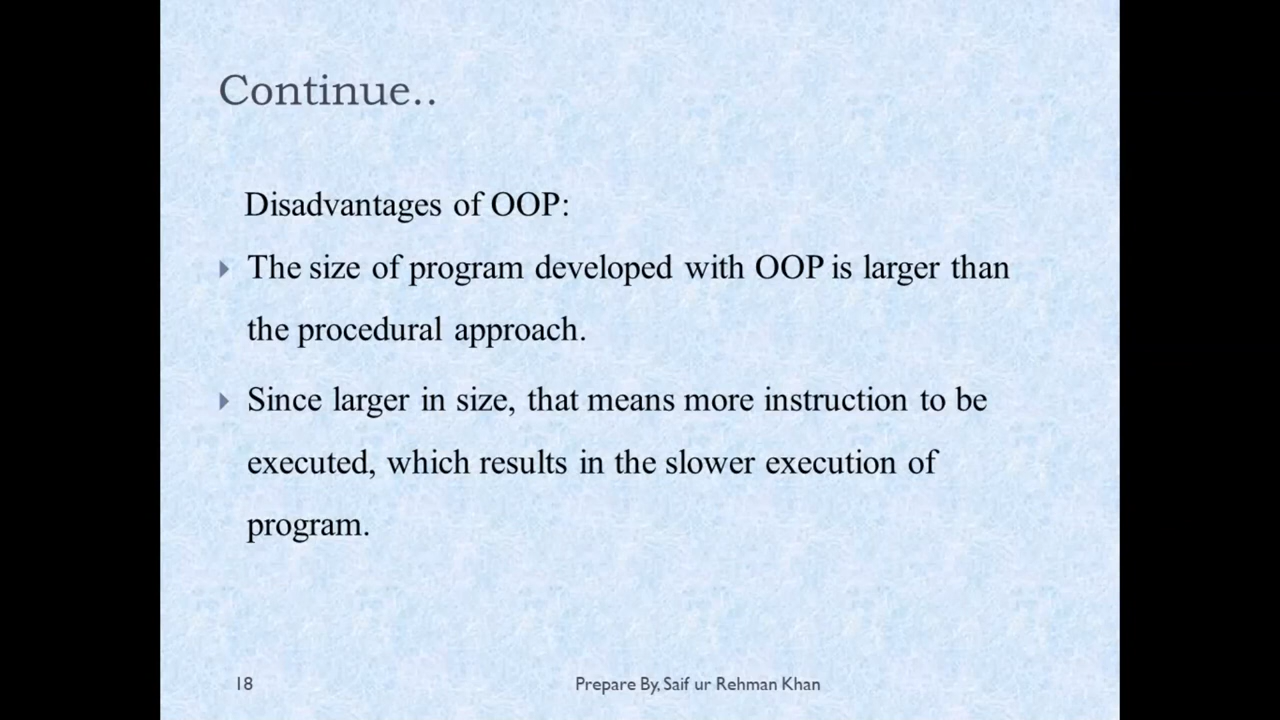 Continue..
Disadvantages of OOP:
The size of program developed with OOP is larger than
the procedural approach.
Since larger in size, that means more instruction to be
executed, which results in the slower execution of
program.
18
Prepare By, Saif ur Rehman Khan